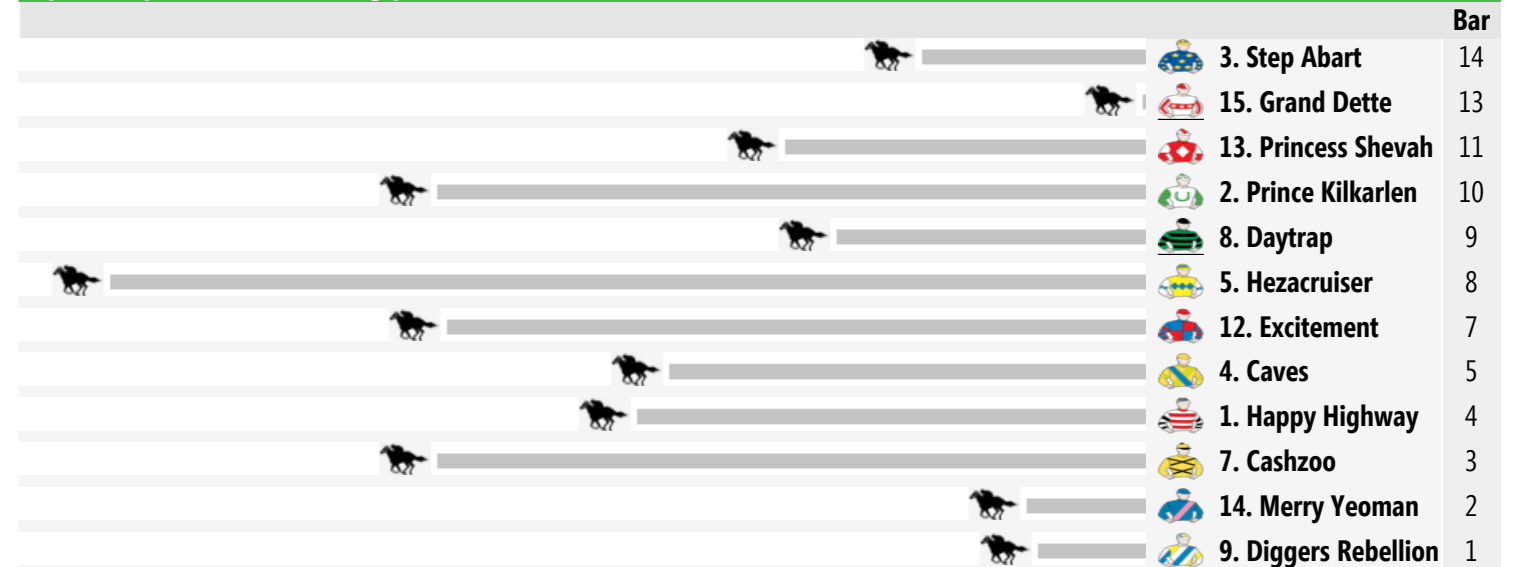 Bar
3. Step Abart 14
15. Grand Dette 13
13. Princess Shevah 11
2. Prince Kilkarlen 10
8. Daytrap 9
5. Hezacruiser 8
12. Excitement 7
4. Caves 5
1. Happy Highway 4
7. Cashzoo 3
14. Merry Yeoman 2
9. Diggers Rebellion 1